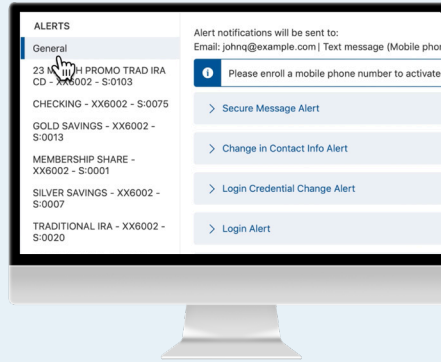 ALERTS
General
23 M H PROMO TRAD IRA
CD - XX6002 - S:0103
CHECKING - XX6002 - S:0075
GOLD SAVINGS - XX6002 -
S:0013
MEMBERSHIP SHARE -
XX6002 - S:0001
SILVER SAVINGS - XX6002 -
S:0007
TRADITIONAL IRA - XX6002 -
S:0020
Alert notifications will be sent to:
Email: johnq@example.com | Text message (Mobile phon
Please enroll a mobile phone number to activate
Secure Message Alert
Change in Contact Info Alert
Login Credential Change Alert
Login Alert